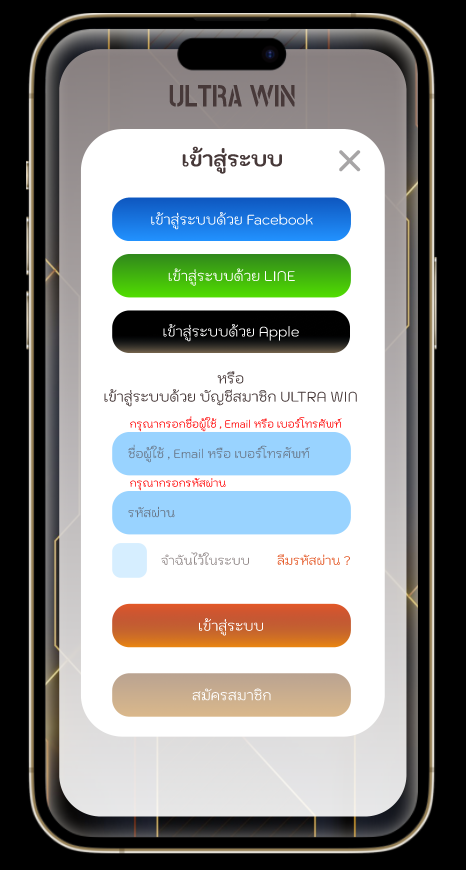 ULTRA WIN
เข้าสู่ระบบ
เข้าสู่ระบบด้วย Facebook
เข้าสู่ระบบด้วย LINE
เข้าสู่ระบบด้วย Apple
หรือ
เข้าสู่ระบบด้วย บัญชีสมาชิก ULTRA WIN
กรุณากรอกชื่อผู้ใช้ , Email หรือ เบอร์โทรศัพท์
ชื่อผู้ใช้ , Email หรือ เบอร์โทรศัพท์
กรุณากรอกรหัสผ่าน
รหัสผ่าน
จำฉันไว้ในระบบ ลืมรหัสผ่าน ?
เข้าสู่ระบบ
สมัครสมาชิก